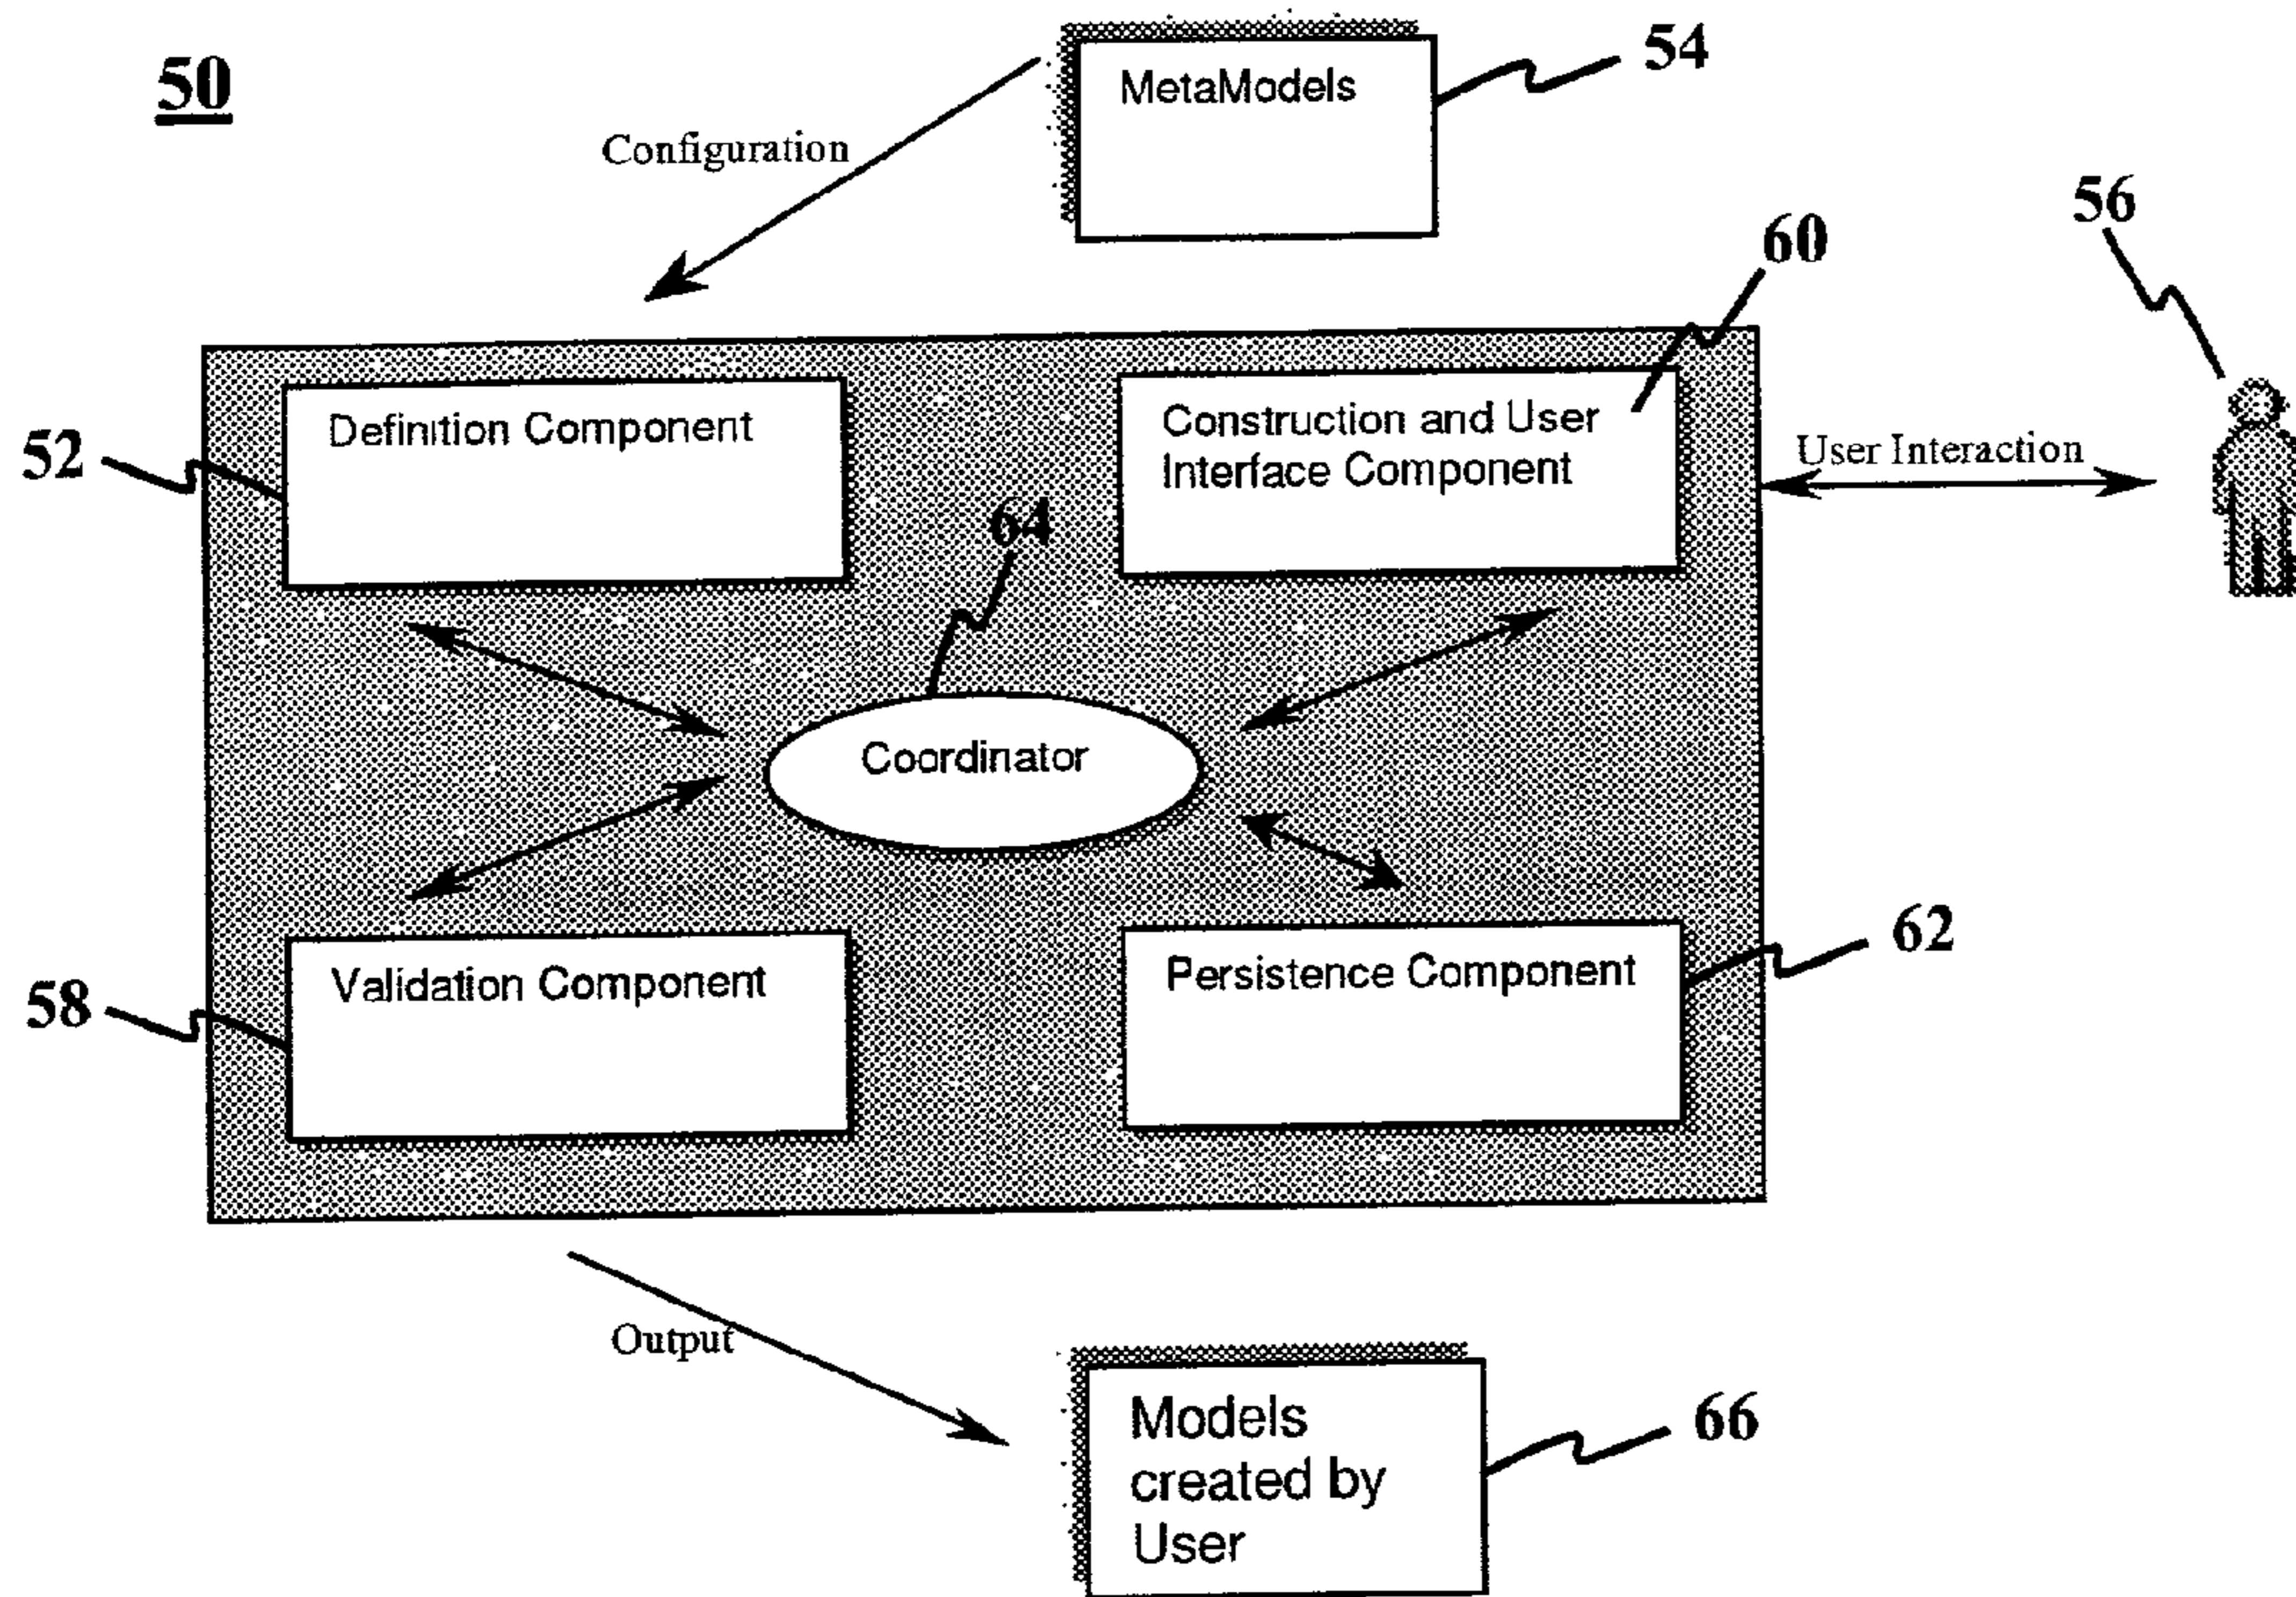 50
MetaModels
54
Configuration
56
60
Definition Component
Construction and User
Interface Component
52
User Interaction
64
Coordinator
Validation Component
Persistence Component
62
58
Output
Models
created by
User
66